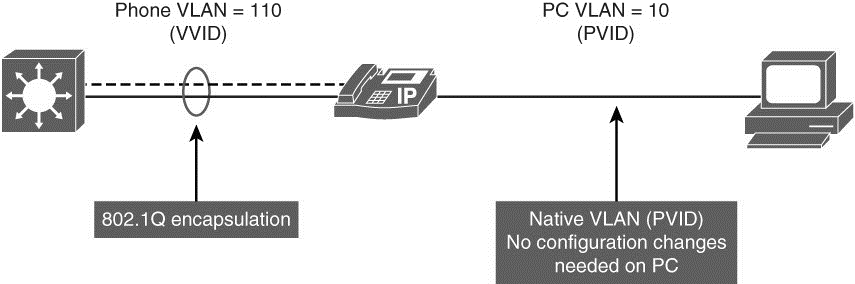 Phone VLAN = 110
(VVID)
PC VLAN = 10
(PVID)
IP
802.1Q encapsulation
Native VLAN (PVID)
No configuration changes
needed on PC